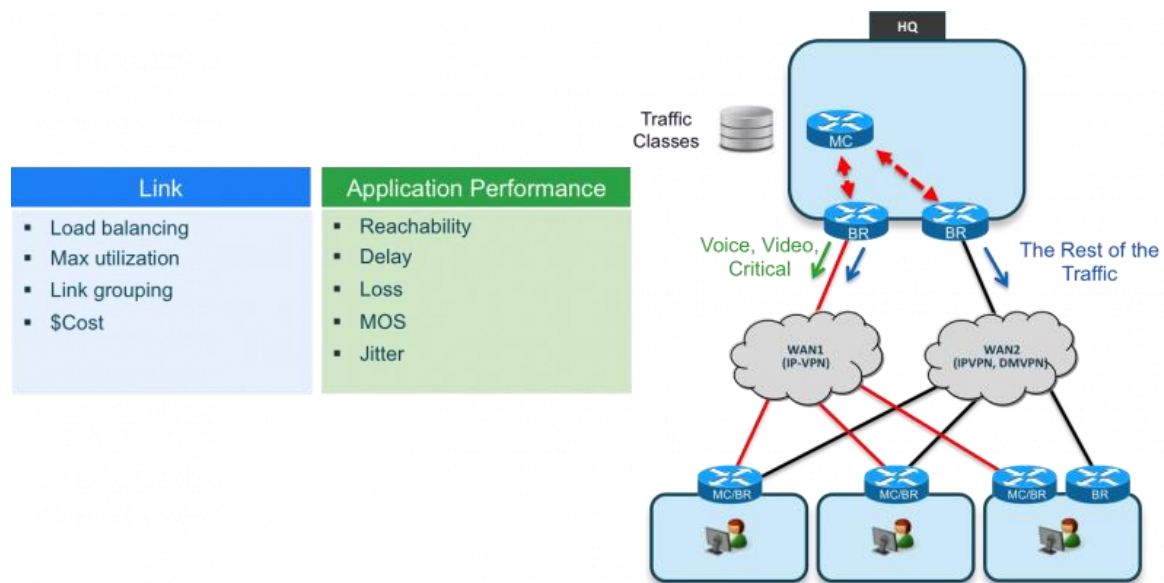 Link
Load balancing
Max utilization
Link grouping
$Cost
Application Performance
Reachability
Delay
Loss
MOS
Jitter
HQ
Traffic
Classes
MC
BR
BR
Voice, Video,
Critical
The Rest of the
Traffic
WAN1
(IP-VPN)
WAN2
(IPVPN, DMVPN)
MC/BR
MC/BR
MC/BR
BR